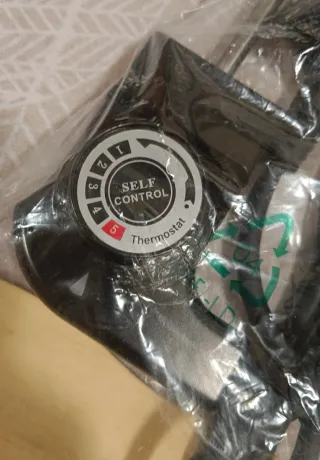 1
2
3
4
5
SELF
CONTROL
Thermostat